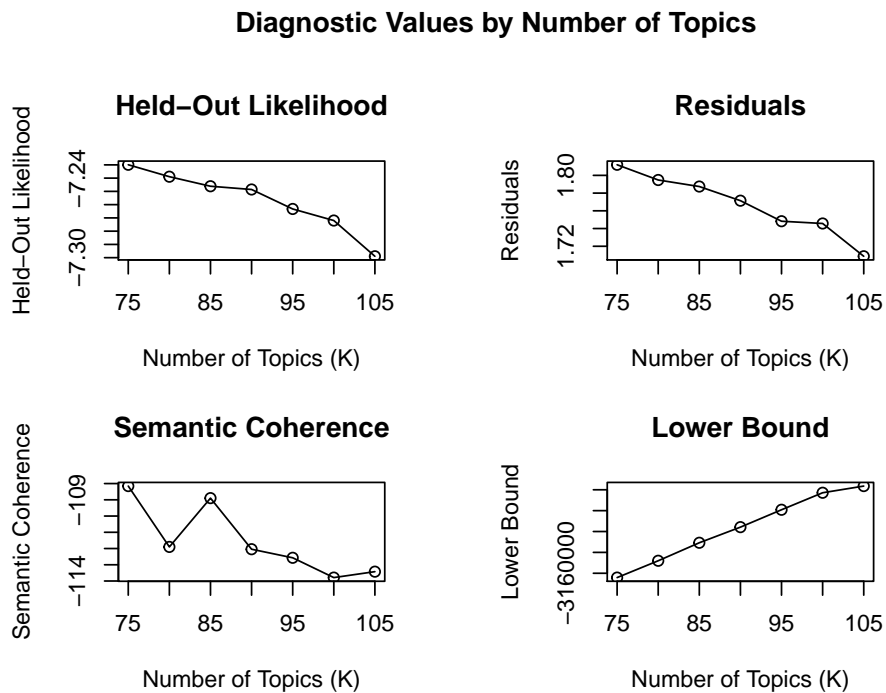 Diagnostic Values by Number of Topics
Held−Out Likelihood
Held−Out Likelihood
−7.24
−7.30
75 85 95 105
Number of Topics (K)
Residuals
Residuals
1.80
1.72
75 85 95 105
Number of Topics (K)
Semantic Coherence
Semantic Coherence
−109
−114
75 85 95 105
Number of Topics (K)
Lower Bound
Lower Bound
−3160000
75 85 95 105
Number of Topics (K)